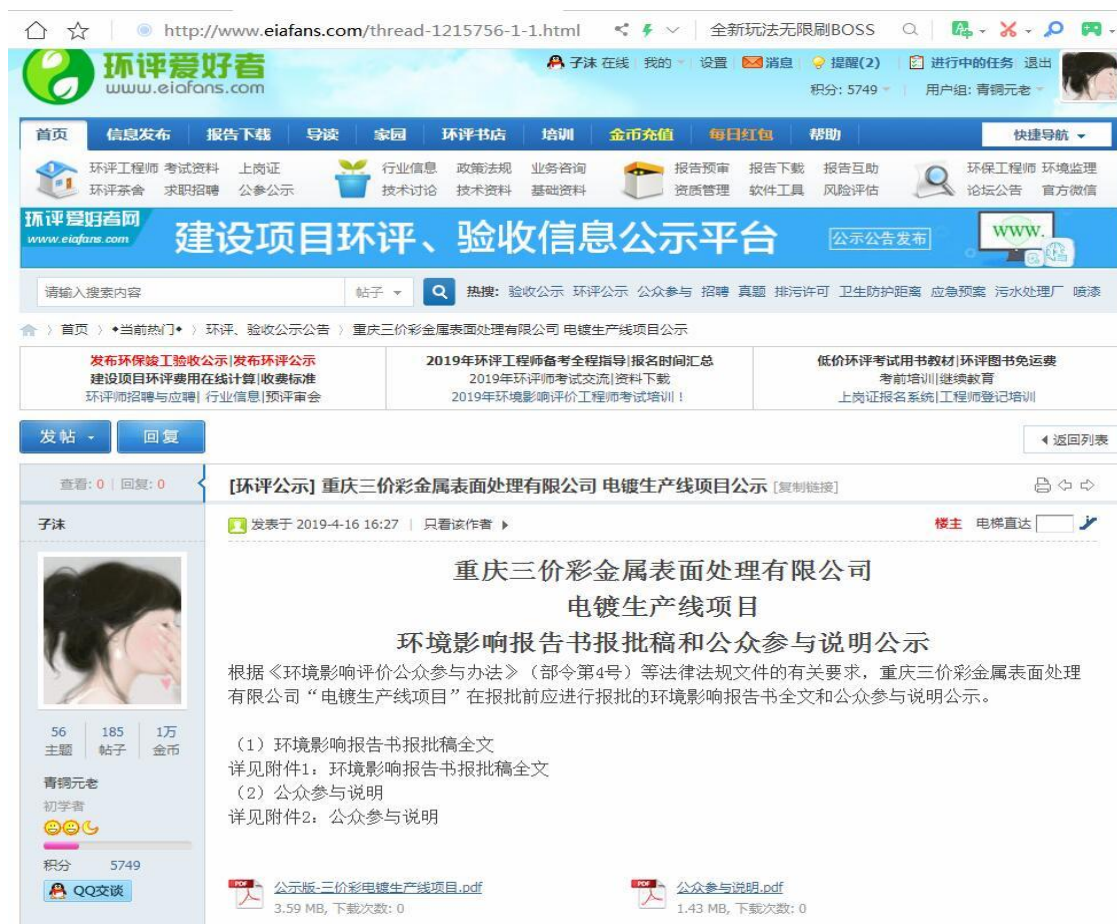 http://www.eiafans.com/thread-1215756-1-1.html 全新玩法无限刷BOSS
环评爱好者
www.eiafans.com
子沫 在线 我的 设置 消息 提醒(2) 进行中的任务 退出
积分: 5749 用户组: 青铜元老
首页 信息发布 报告下载 导读 家园 环评书店 培训 金币充值 每日红包 帮助 快捷导航
环评工程师 考试资料 上岗证 行业信息 政策法规 业务咨询 报告预审 报告下载 报告互助 环保工程师 环境监理
环评茶舍 求职招聘 公参公示 技术讨论 技术资料 基础资料 资质管理 软件工具 风险评估 论坛公告 官方微信
环评爱好者网
www.eiafans.com
建设项目环评、验收信息公示平台 公示公告发布 WWW.
请输入搜索内容 帖子 热搜: 验收公示 环评公示 公众参与 招聘 真题 排污许可 卫生防护距离 应急预案 污水处理厂 喷漆
首页 〉 •当前热门• 〉 环评、验收公示公告 〉 重庆三价彩金属表面处理有限公司 电镀生产线项目公示
发布环保竣工验收公示|发布环评公示 2019年环评工程师备考全程指导|报名时间汇总 低价环评考试用书教材|环评图书免运费
建设项目环评费用在线计算|收费标准 2019年环评师考试交流|资料下载 考前培训|继续教育
环评师招聘与应聘| 行业信息|预评审会 2019年环境影响评价工程师考试培训！ 上岗证报名系统|工程师登记培训
发帖 回复 返回列表
查看: 0 | 回复: 0 [环评公示] 重庆三价彩金属表面处理有限公司 电镀生产线项目公示 [复制链接]
子沫 发表于 2019-4-16 16:27 | 只看该作者 楼主 电梯直达
重庆三价彩金属表面处理有限公司
电镀生产线项目
环境影响报告书报批稿和公众参与说明公示
根据《环境影响评价公众参与办法》（部令第4号）等法律法规文件的有关要求，重庆三价彩金属表面处理
有限公司“电镀生产线项目”在报批前应进行报批的环境影响报告书全文和公众参与说明公示。
56 185 1万
主题 帖子 金币
（1）环境影响报告书报批稿全文
详见附件1：环境影响报告书报批稿全文
（2）公众参与说明
详见附件2：公众参与说明
青铜元老
初学者
积分 5749
QQ交谈
PDF 公示版-三价彩电镀生产线项目.pdf PDF 公众参与说明.pdf
3.59 MB, 下载次数: 0 1.43 MB, 下载次数: 0